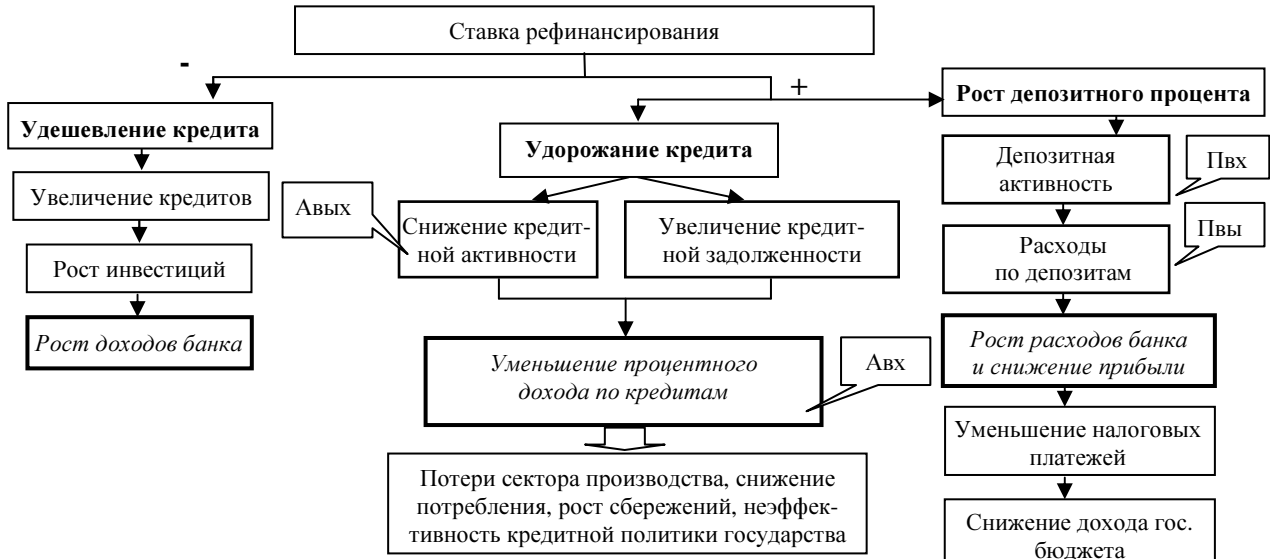 Ставка рефинансирования
-
+
Удешевление кредита
Увеличение кредитов
Рост инвестиций
Рост доходов банка
Удорожание кредита
Авых
Снижение кредит-
ной активности
Увеличение кредит-
ной задолженности
Уменьшение процентного
дохода по кредитам
Авх
Потери сектора производства, снижение
потребления, рост сбережений, неэффек-
тивность кредитной политики государства
Рост депозитного процента
Депозитная
активность
Пвх
Расходы
по депозитам
Пвы
Рост расходов банка
и снижение прибыли
Уменьшение налоговых
платежей
Снижение дохода гос.
бюджета